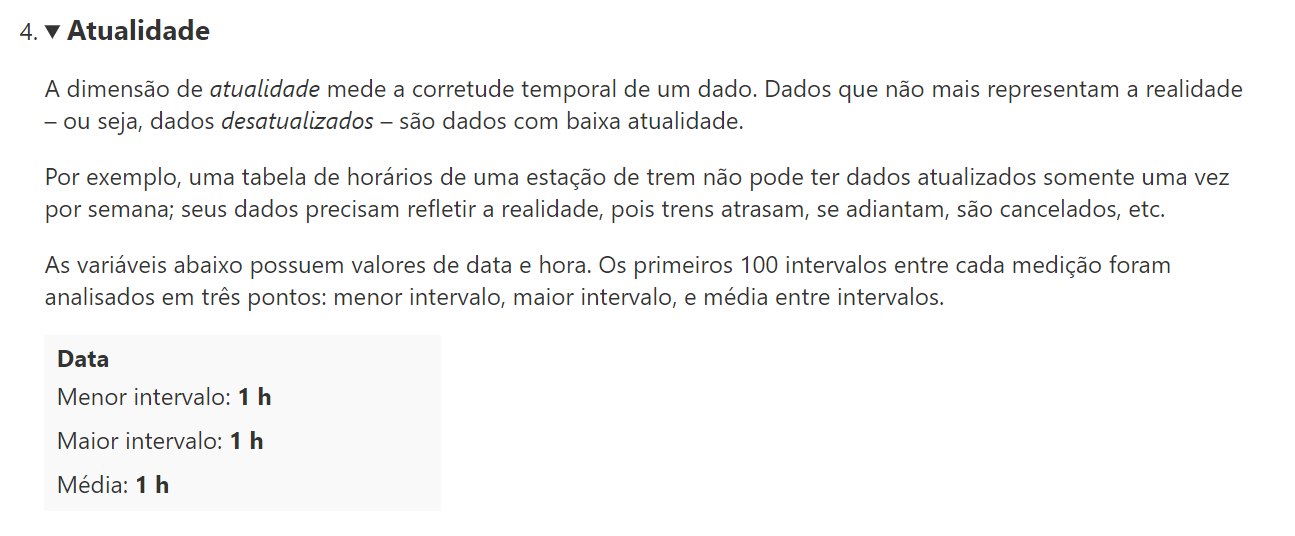 4. ▼ Atualidade
A dimensão de atualidade mede a corretude temporal de um dado. Dados que não mais representam a realidade
– ou seja, dados desatualizados – são dados com baixa atualidade.
Por exemplo, uma tabela de horários de uma estação de trem não pode ter dados atualizados somente uma vez
por semana; seus dados precisam refletir a realidade, pois trens atrasam, se adiantam, são cancelados, etc.
As variáveis abaixo possuem valores de data e hora. Os primeiros 100 intervalos entre cada medição foram
analisados em três pontos: menor intervalo, maior intervalo, e média entre intervalos.
Data
Menor intervalo: 1 h
Maior intervalo: 1 h
Média: 1 h